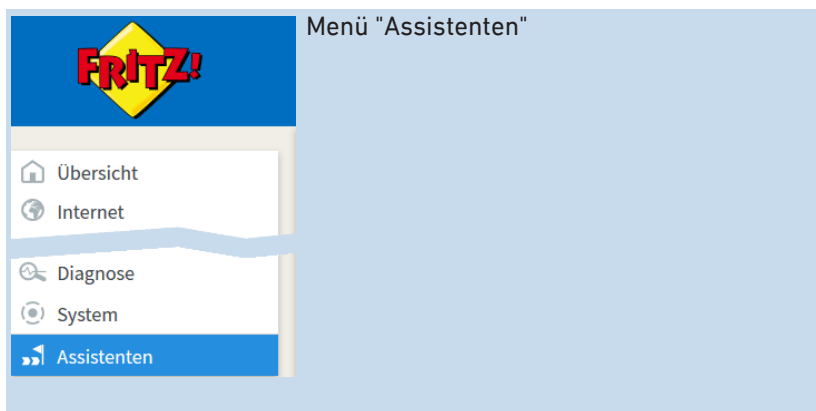 Menü "Assistenten"
FRITZ!
Übersicht
Internet
Diagnose
System
Assistenten